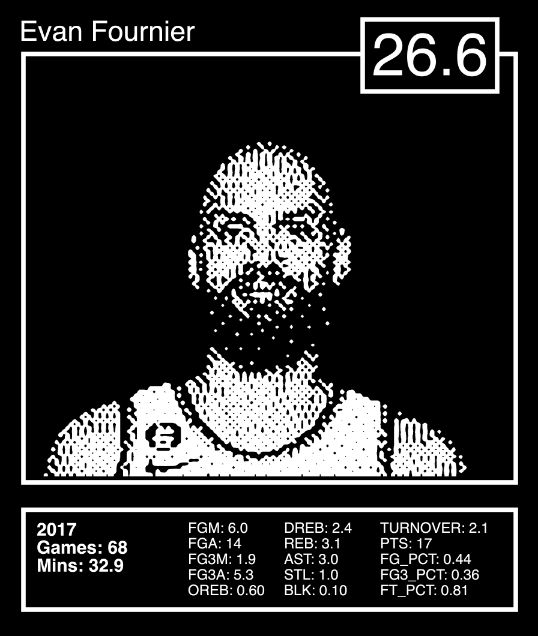 Evan Fournier
26.6
2017
Games: 68
Mins: 32.9
FGM: 6.0
FGA: 14
FG3M: 1.9
FG3A: 5.3
OREB: 0.60
DREB: 2.4
REB: 3.1
AST: 3.0
STL: 1.0
BLK: 0.10
TURNOVER: 2.1
PTS: 17
FG_PCT: 0.44
FG3_PCT: 0.36
FT_PCT: 0.81